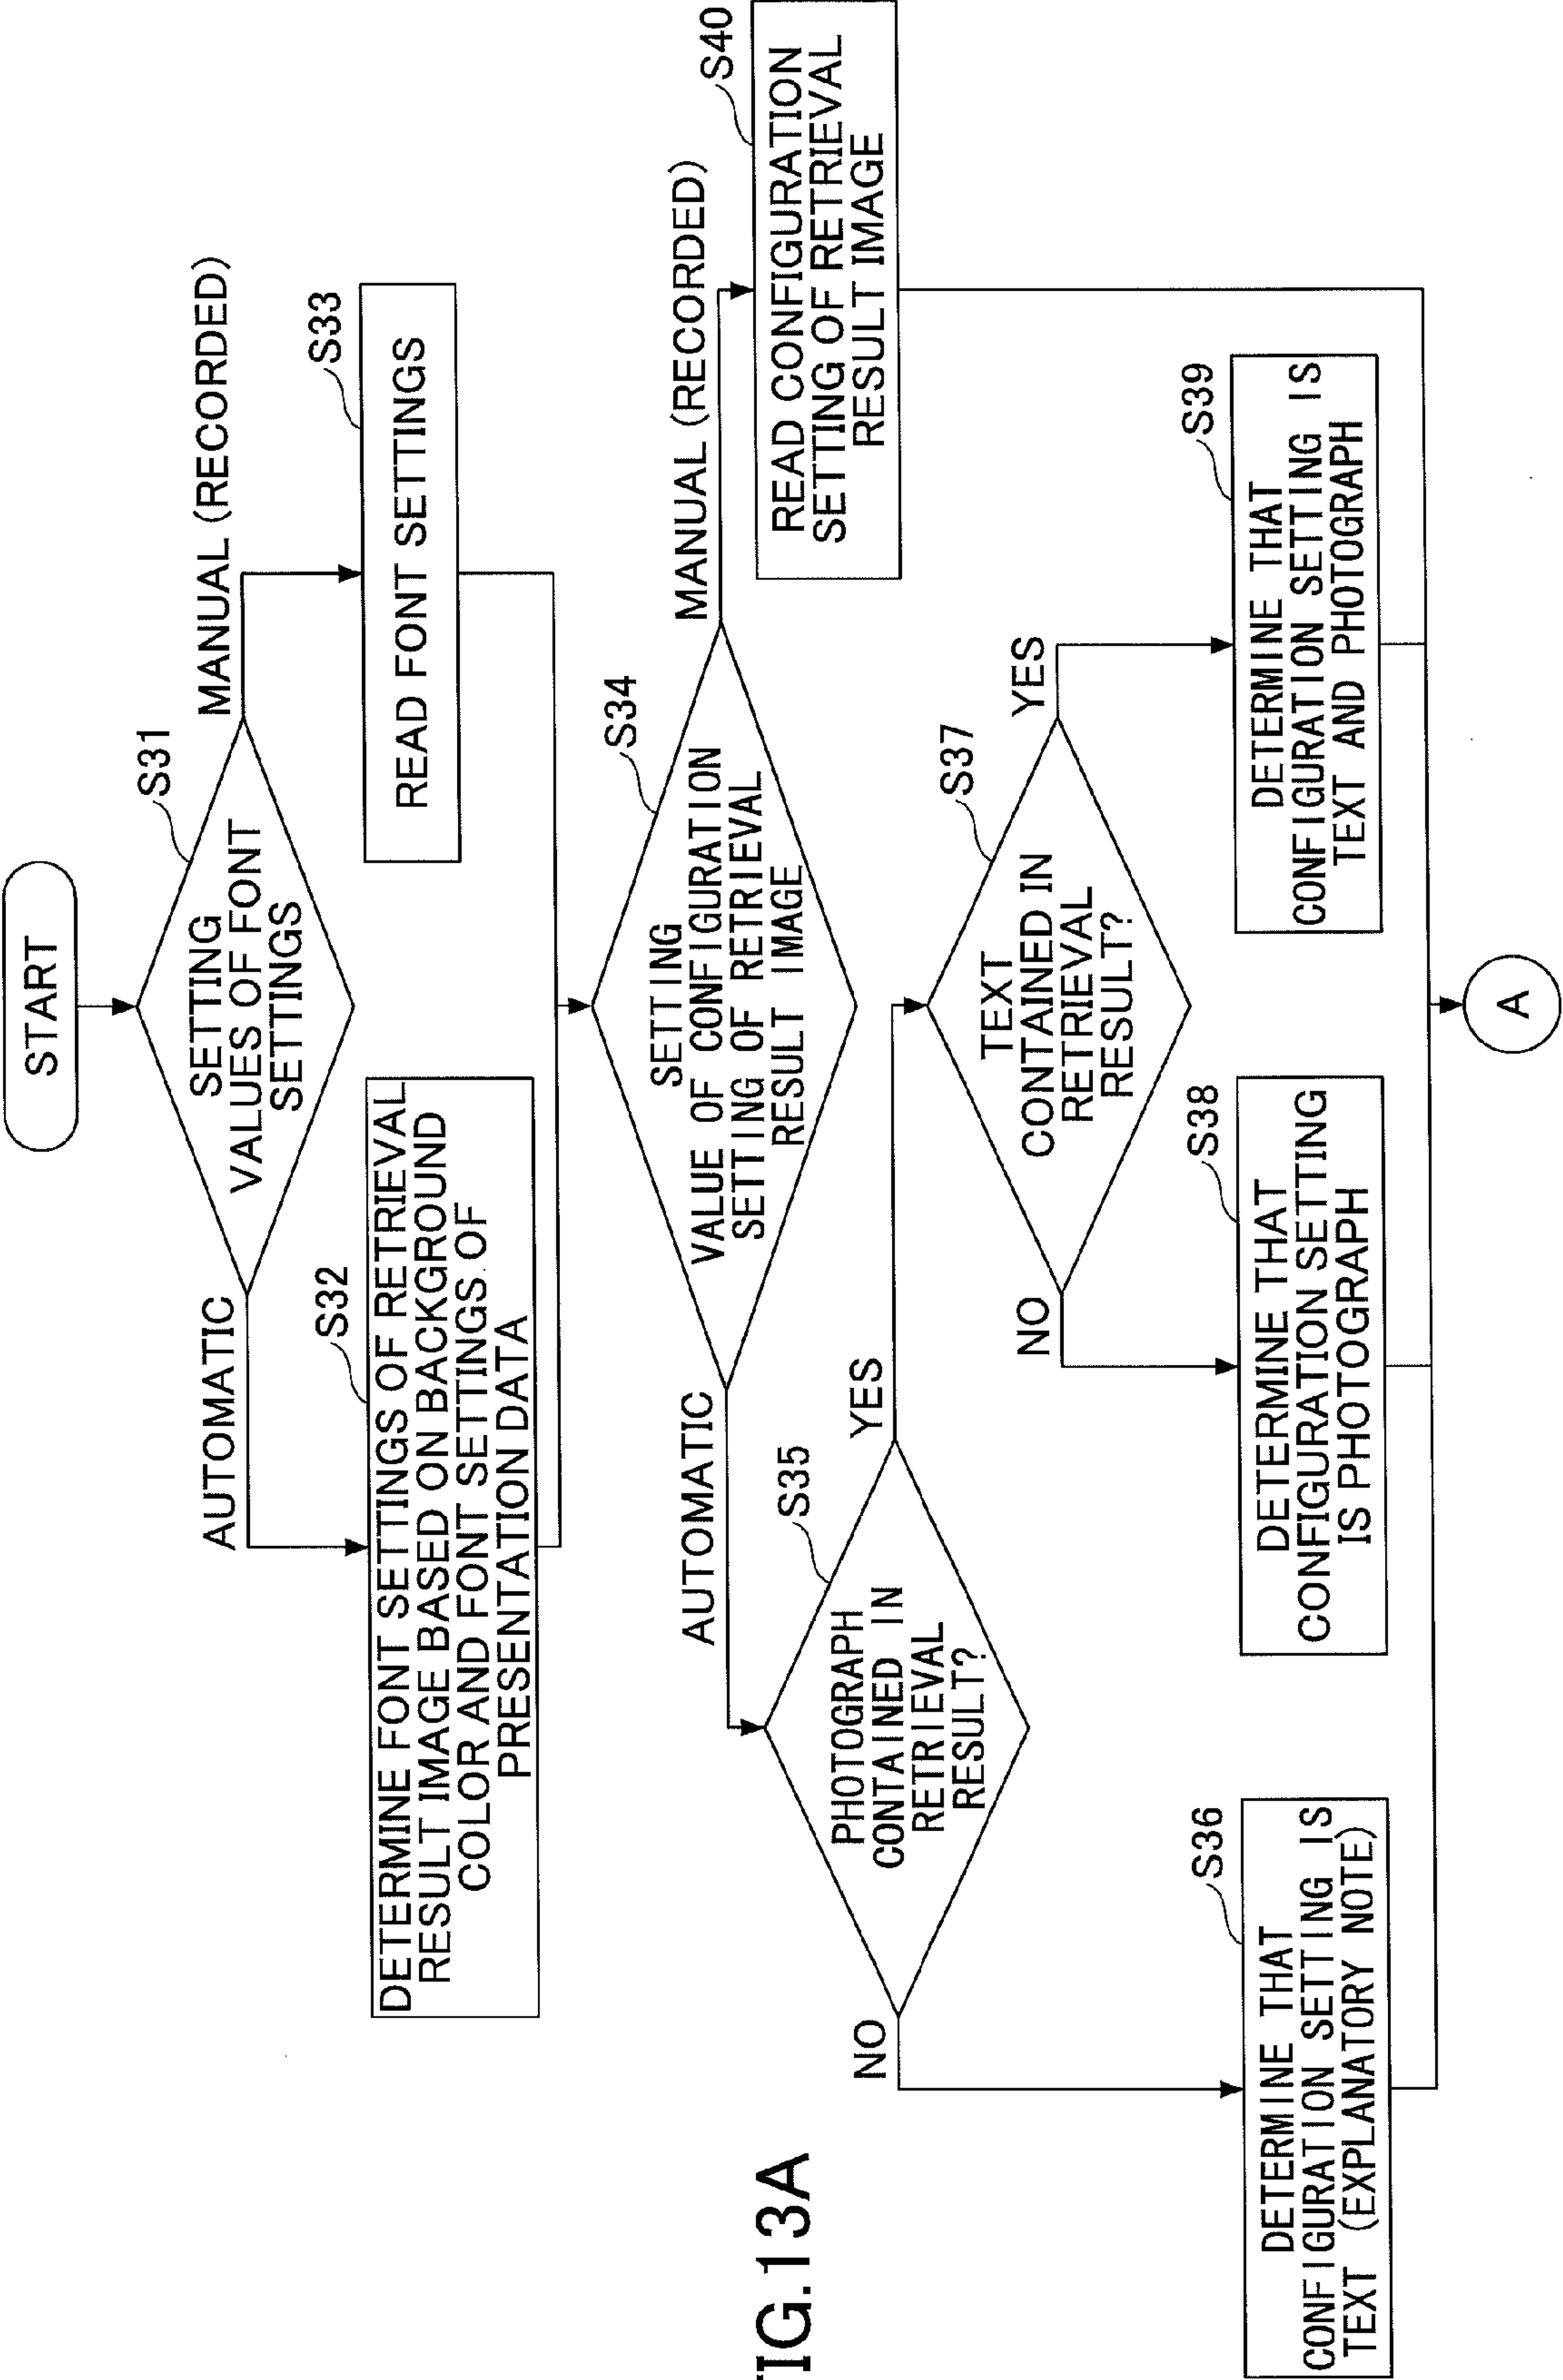 START
S31
SETTING
VALUES OF FONT
SETTINGS
AUTOMATIC
MANUAL (RECORDED)
S32
DETERMINE FONT SETTINGS OF RETRIEVAL
RESULT IMAGE BASED ON BACKGROUND
COLOR AND FONT SETTINGS OF
PRESENTATION DATA
S33
READ FONT SETTINGS
S34
SETTING
VALUE OF CONFIGURATION
SETTING OF RETRIEVAL
RESULT IMAGE
AUTOMATIC
MANUAL (RECORDED)
S35
PHOTOGRAPH
CONTAINED IN
RETRIEVAL
RESULT?
NO
YES
S40
READ CONFIGURATION
SETTING OF RETRIEVAL
RESULT IMAGE
S37
TEXT
CONTAINED IN
RETRIEVAL
RESULT?
NO
YES
S36
DETERMINE THAT
CONFIGURATION SETTING IS
TEXT (EXPLANATORY NOTE)
S38
DETERMINE THAT
CONFIGURATION SETTING
IS PHOTOGRAPH
S39
DETERMINE THAT
CONFIGURATION SETTING IS
TEXT AND PHOTOGRAPH
A
FIG.13A